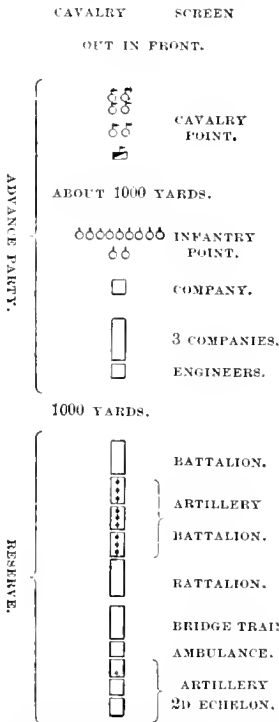 CAVALRY SCREEN
OUT IN FRONT.
ADVANCE PARTY.
CAVALRY
POINT.
ABOUT 1000 YARDS.
INFANTRY
POINT.
COMPANY.
3 COMPANIES.
ENGINEERS.
1000 YARDS.
RESERVE.
BATTALION.
ARTILLERY
BATTALION.
RATTALION.
BRIDGE TRAIN
AMBULANCE.
ARTILLERY
2D ECHELON.